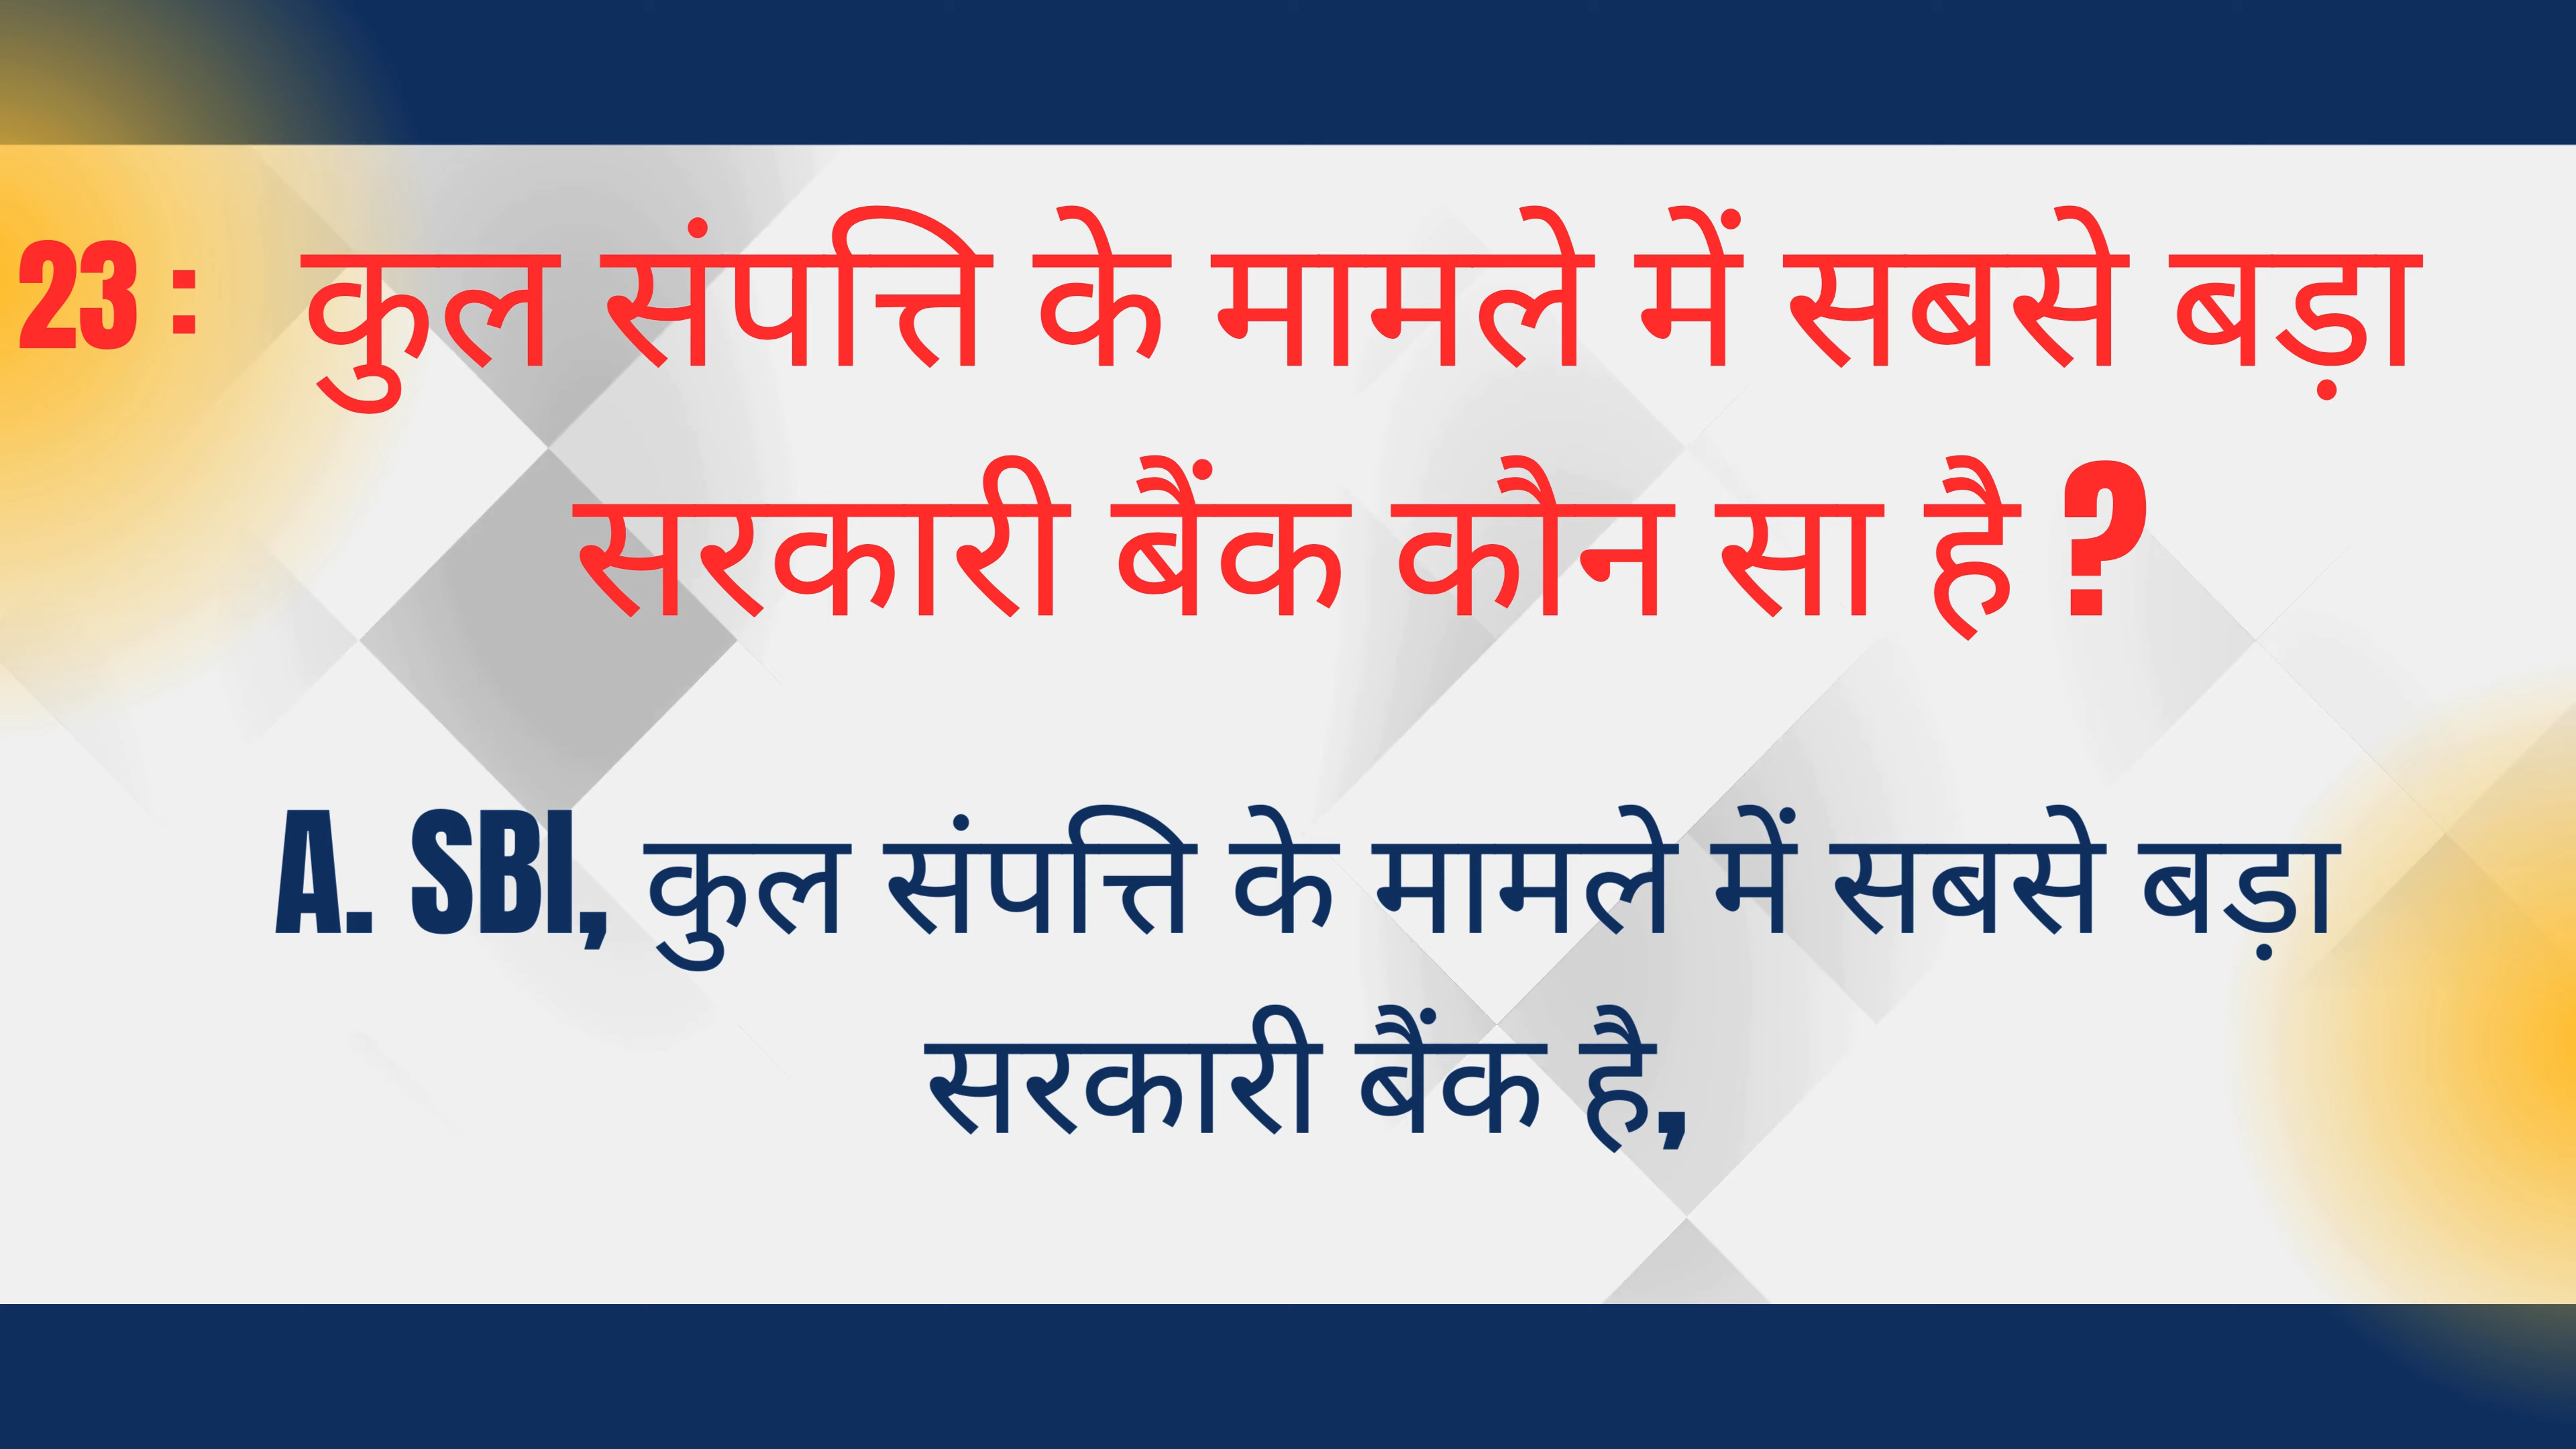 23 : कुल संपत्ति के मामले में सबसे बड़ा
सरकारी बैंक कौन सा है ?
A. SBI, कुल संपत्ति के मामले में सबसे बड़ा
सरकारी बैंक है,